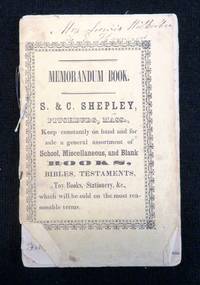 Mrs
MEMORANDUM BOOK.
S. & C. SHEPLEY,
FITCHBURG, MASS.,
Keep constantly on hand and for
sale a general assortment of
School, Miscellaneous, and Blank
BOOKS,
BIBLES, TESTAMENTS,
Toy Books, Stationery, &c.,
which will be sold on the most rea-
sonable terms.